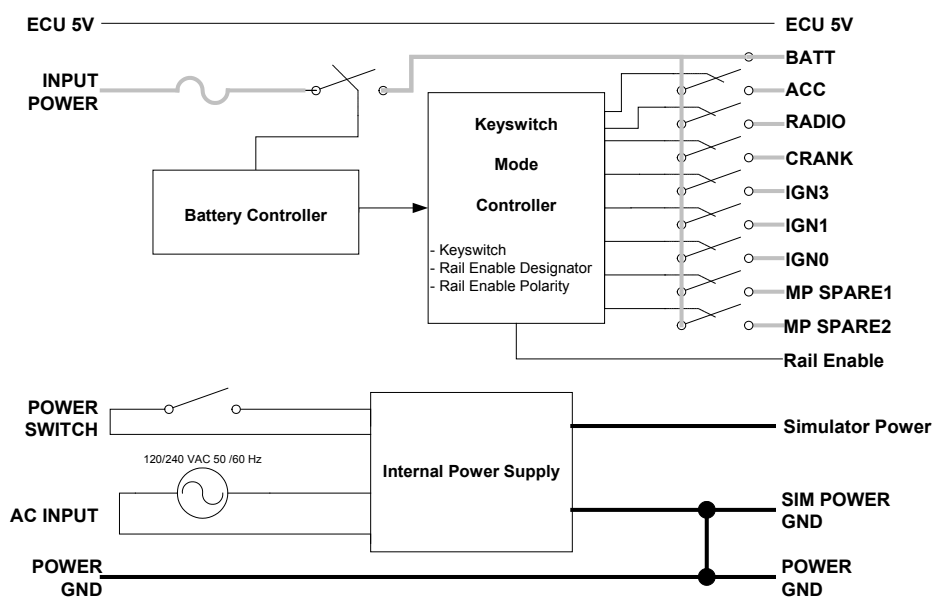 ECU 5V
ECU 5V
INPUT
POWER
BATT
ACC
RADIO
CRANK
IGN3
IGN1
IGN0
MP SPARE1
MP SPARE2
Rail Enable
Keyswitch
Mode
Controller
- Keyswitch
- Rail Enable Designator
- Rail Enable Polarity
Battery Controller
POWER
SWITCH
120/240 VAC 50 /60 Hz
AC INPUT
Internal Power Supply
Simulator Power
SIM POWER
GND
POWER
GND
POWER
GND